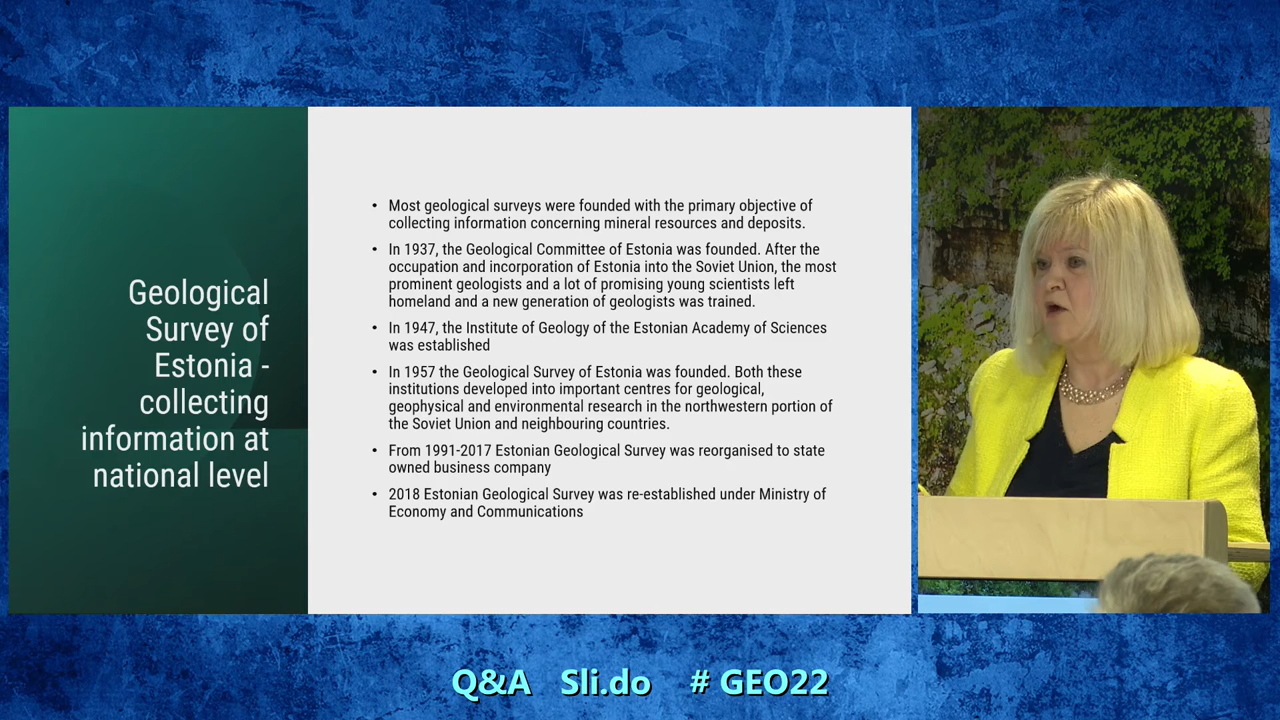 Geological
Survey of
Estonia -
collecting
information at
national level
• Most geological surveys were founded with the primary objective of
collecting information concerning mineral resources and deposits.
• In 1937, the Geological Committee of Estonia was founded. After the
occupation and incorporation of Estonia into the Soviet Union, the most
prominent geologists and a lot of promising young scientists left
homeland and a new generation of geologists was trained.
• In 1947, the Institute of Geology of the Estonian Academy of Sciences
was established
• In 1957 the Geological Survey of Estonia was founded. Both these
institutions developed into important centres for geological,
geophysical and environmental research in the northwestern portion of
the Soviet Union and neighbouring countries.
• From 1991-2017 Estonian Geological Survey was reorganised to state
owned business company
• 2018 Estonian Geological Survey was re-established under Ministry of
Economy and Communications
Q&A Sli.do # GEO22